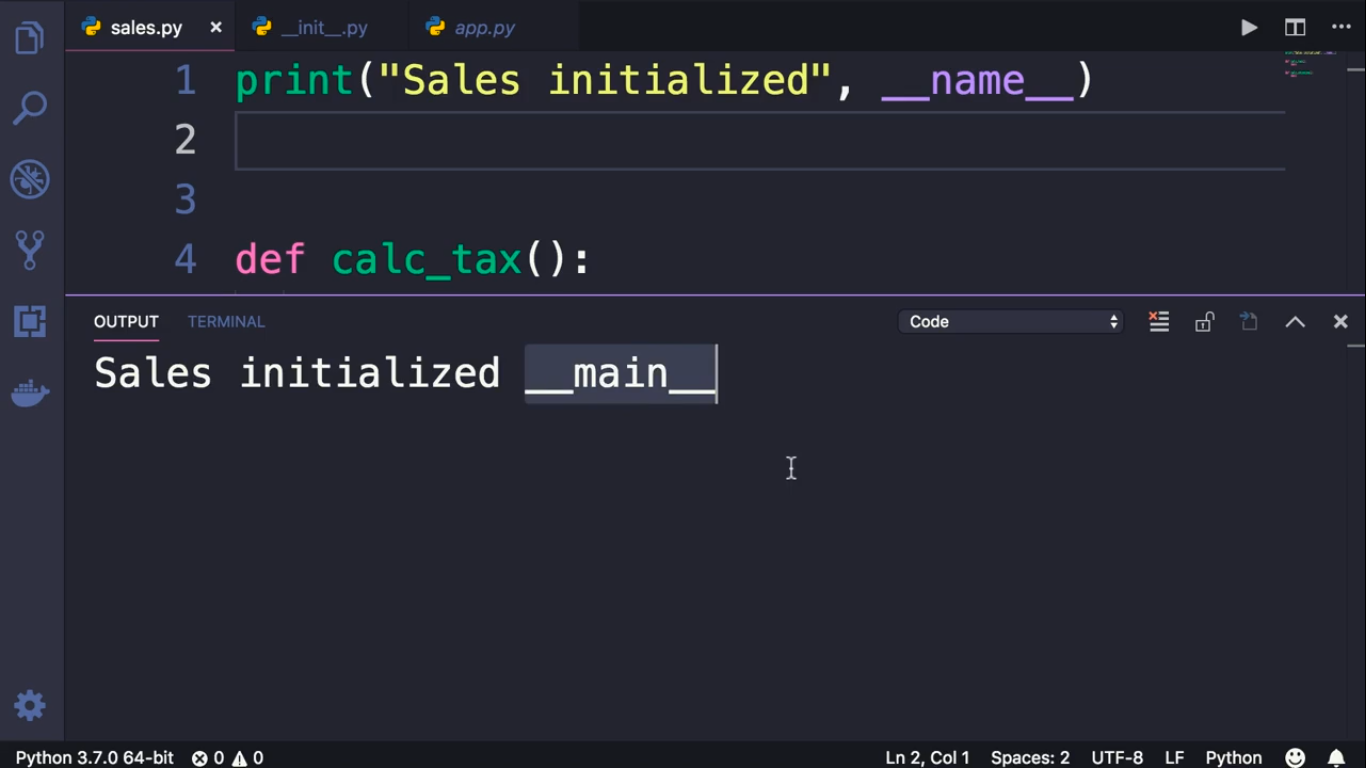 sales.py
__init__.py
app.py
1 print("Sales initialized", __name__)
2
3
4 def calc_tax():
OUTPUT TERMINAL Code
Sales initialized __main__
Python 3.7.0 64-bit 0 0 Ln 2, Col 1 Spaces: 2 UTF-8 LF Python